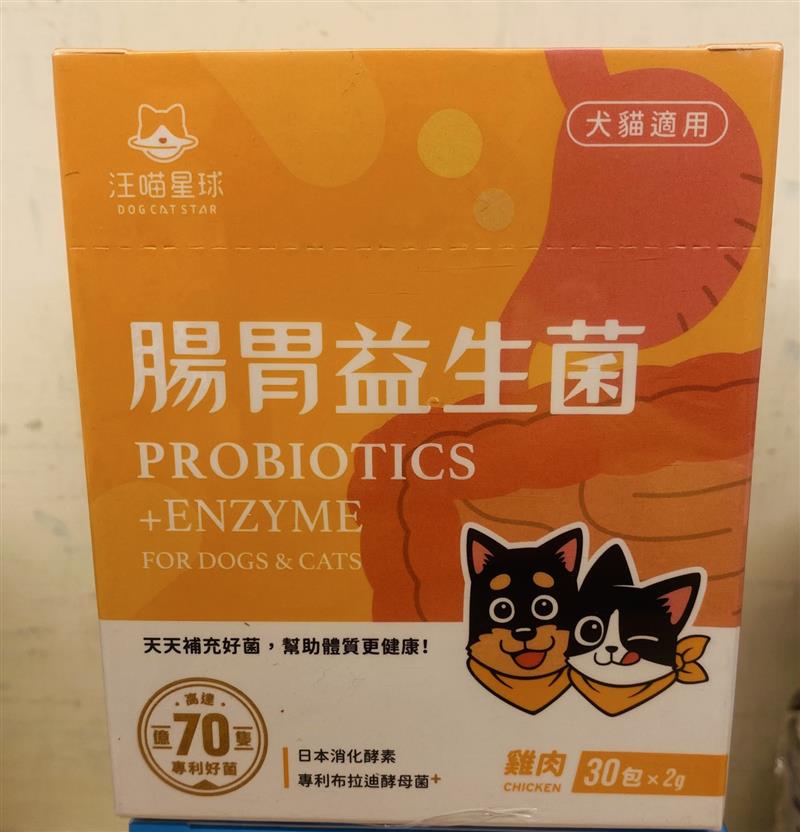 犬貓適用
汪喵星球
DOG CAT STAR
腸胃益生菌
PROBIOTICS
+ENZYME
FOR DOGS & CATS
天天補充好菌，幫助體質更健康！
高達
70億隻
專利好菌
日本消化酵素
專利布拉迪酵母菌+
雞肉
CHICKEN
30包×2g